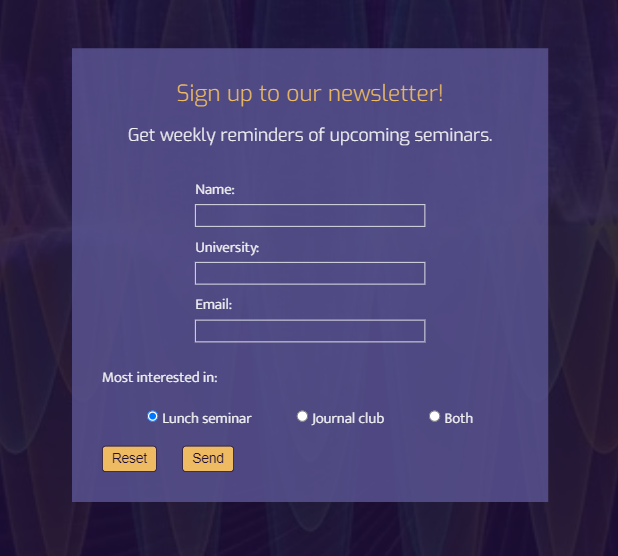 Sign up to our newsletter!
Get weekly reminders of upcoming seminars.
Name:
University:
Email:
Most interested in:
Lunch seminar Journal club Both
Reset Send